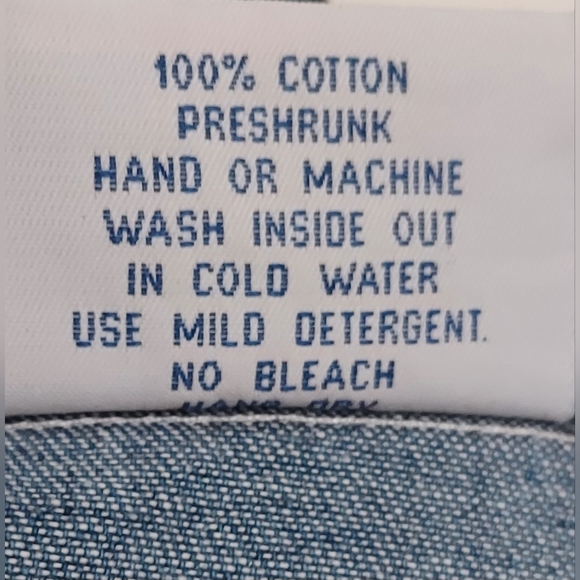 100% COTTON
PRESHRUNK
HAND OR MACHINE
WASH INSIDE OUT
IN COLD WATER
USE MILD DETERGENT.
NO BLEACH